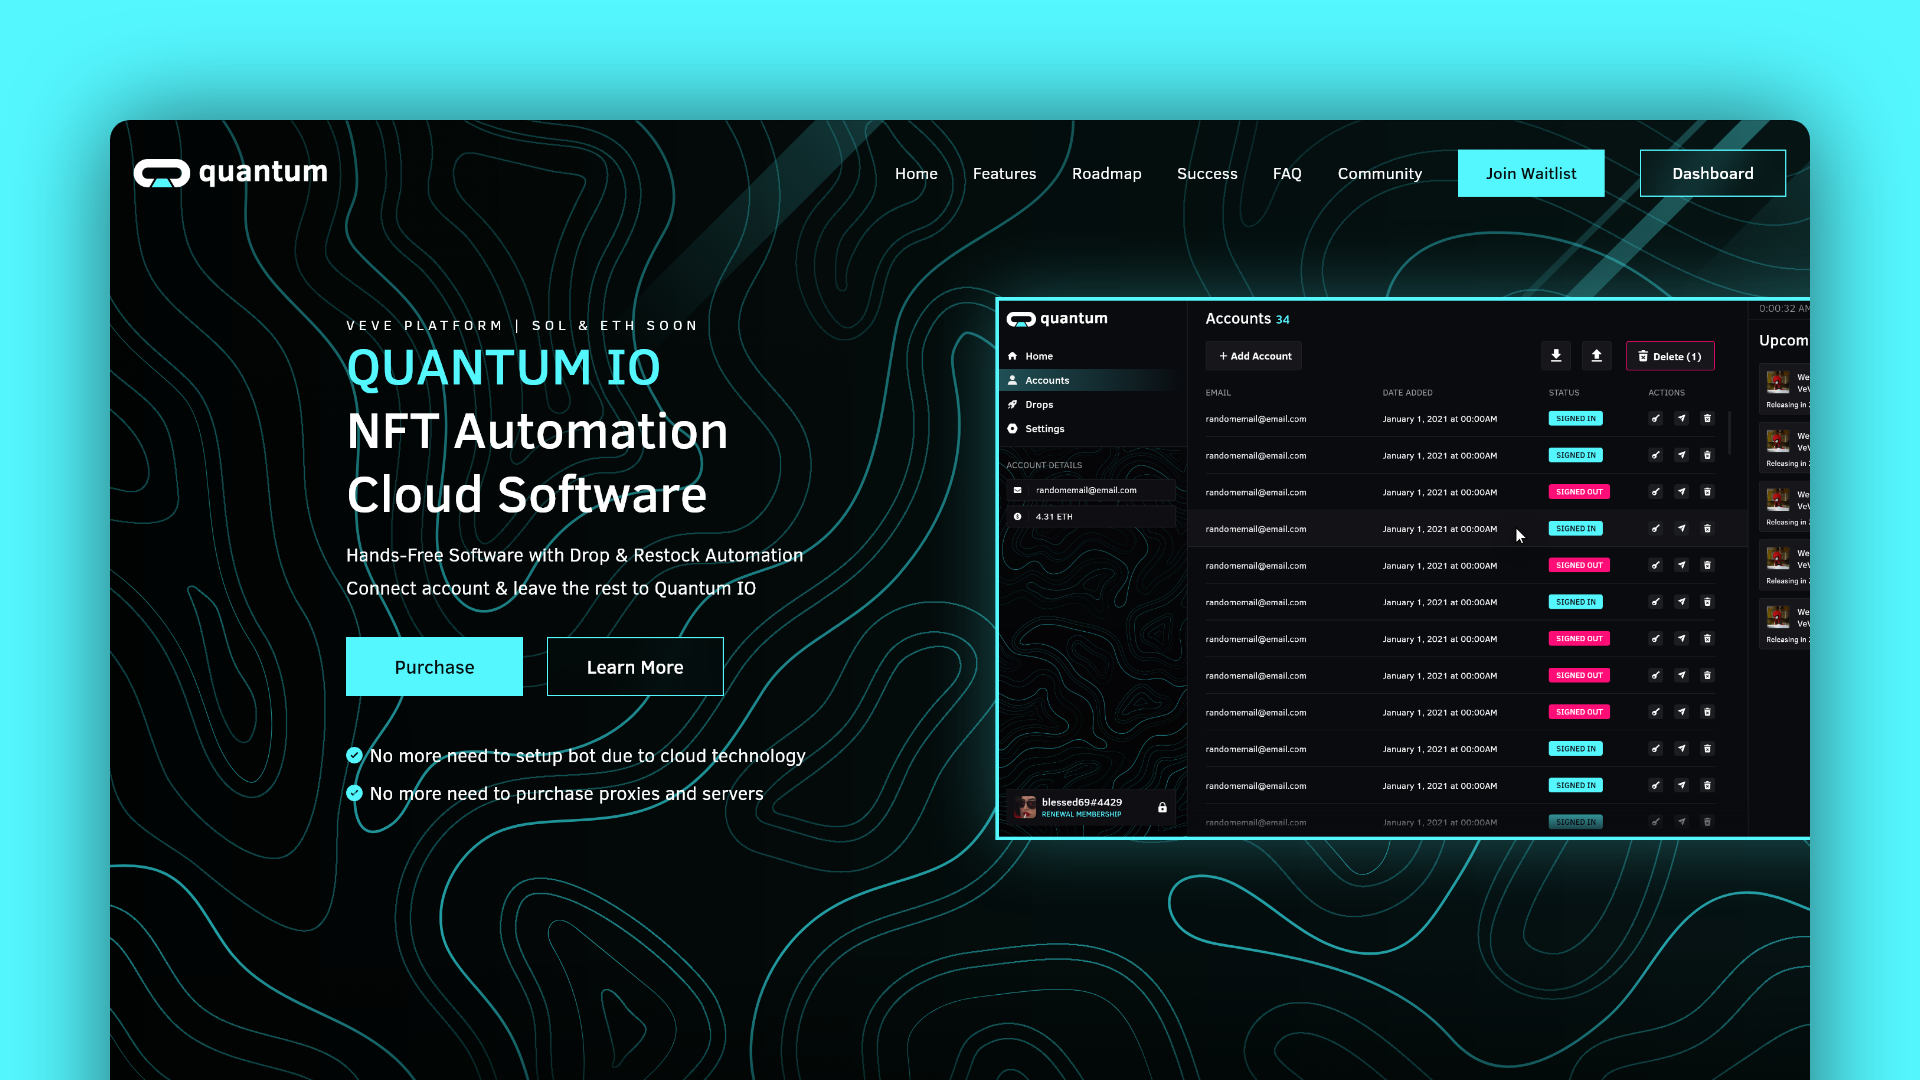 quantum
Home Features Roadmap Success FAQ Community Join Waitlist Dashboard
VEVE PLATFORM | SOL & ETH SOON
QUANTUM IO
NFT Automation
Cloud Software
Hands-Free Software with Drop & Restock Automation
Connect account & leave the rest to Quantum IO
Purchase Learn More
No more need to setup bot due to cloud technology
No more need to purchase proxies and servers
quantum
Home
Accounts
Drops
Settings
ACCOUNT DETAILS
randomemail@email.com
4.31 ETH
blessed69#4429
RENEWAL MEMBERSHIP
Accounts 34
+ Add Account Delete (1)
EMAIL DATE ADDED STATUS ACTIONS
randomemail@email.com January 1, 2021 at 00:00AM SIGNED IN
randomemail@email.com January 1, 2021 at 00:00AM SIGNED IN
randomemail@email.com January 1, 2021 at 00:00AM SIGNED OUT
randomemail@email.com January 1, 2021 at 00:00AM SIGNED IN
randomemail@email.com January 1, 2021 at 00:00AM SIGNED OUT
randomemail@email.com January 1, 2021 at 00:00AM SIGNED IN
randomemail@email.com January 1, 2021 at 00:00AM SIGNED OUT
randomemail@email.com January 1, 2021 at 00:00AM SIGNED OUT
randomemail@email.com January 1, 2021 at 00:00AM SIGNED OUT
randomemail@email.com January 1, 2021 at 00:00AM SIGNED IN
randomemail@email.com January 1, 2021 at 00:00AM SIGNED IN
randomemail@email.com January 1, 2021 at 00:00AM SIGNED IN
0:00:32 AM
Upcom
We
VeV
Releasing in
We
VeV
Releasing in
We
VeV
Releasing in
We
VeV
Releasing in
We
VeV
Releasing in